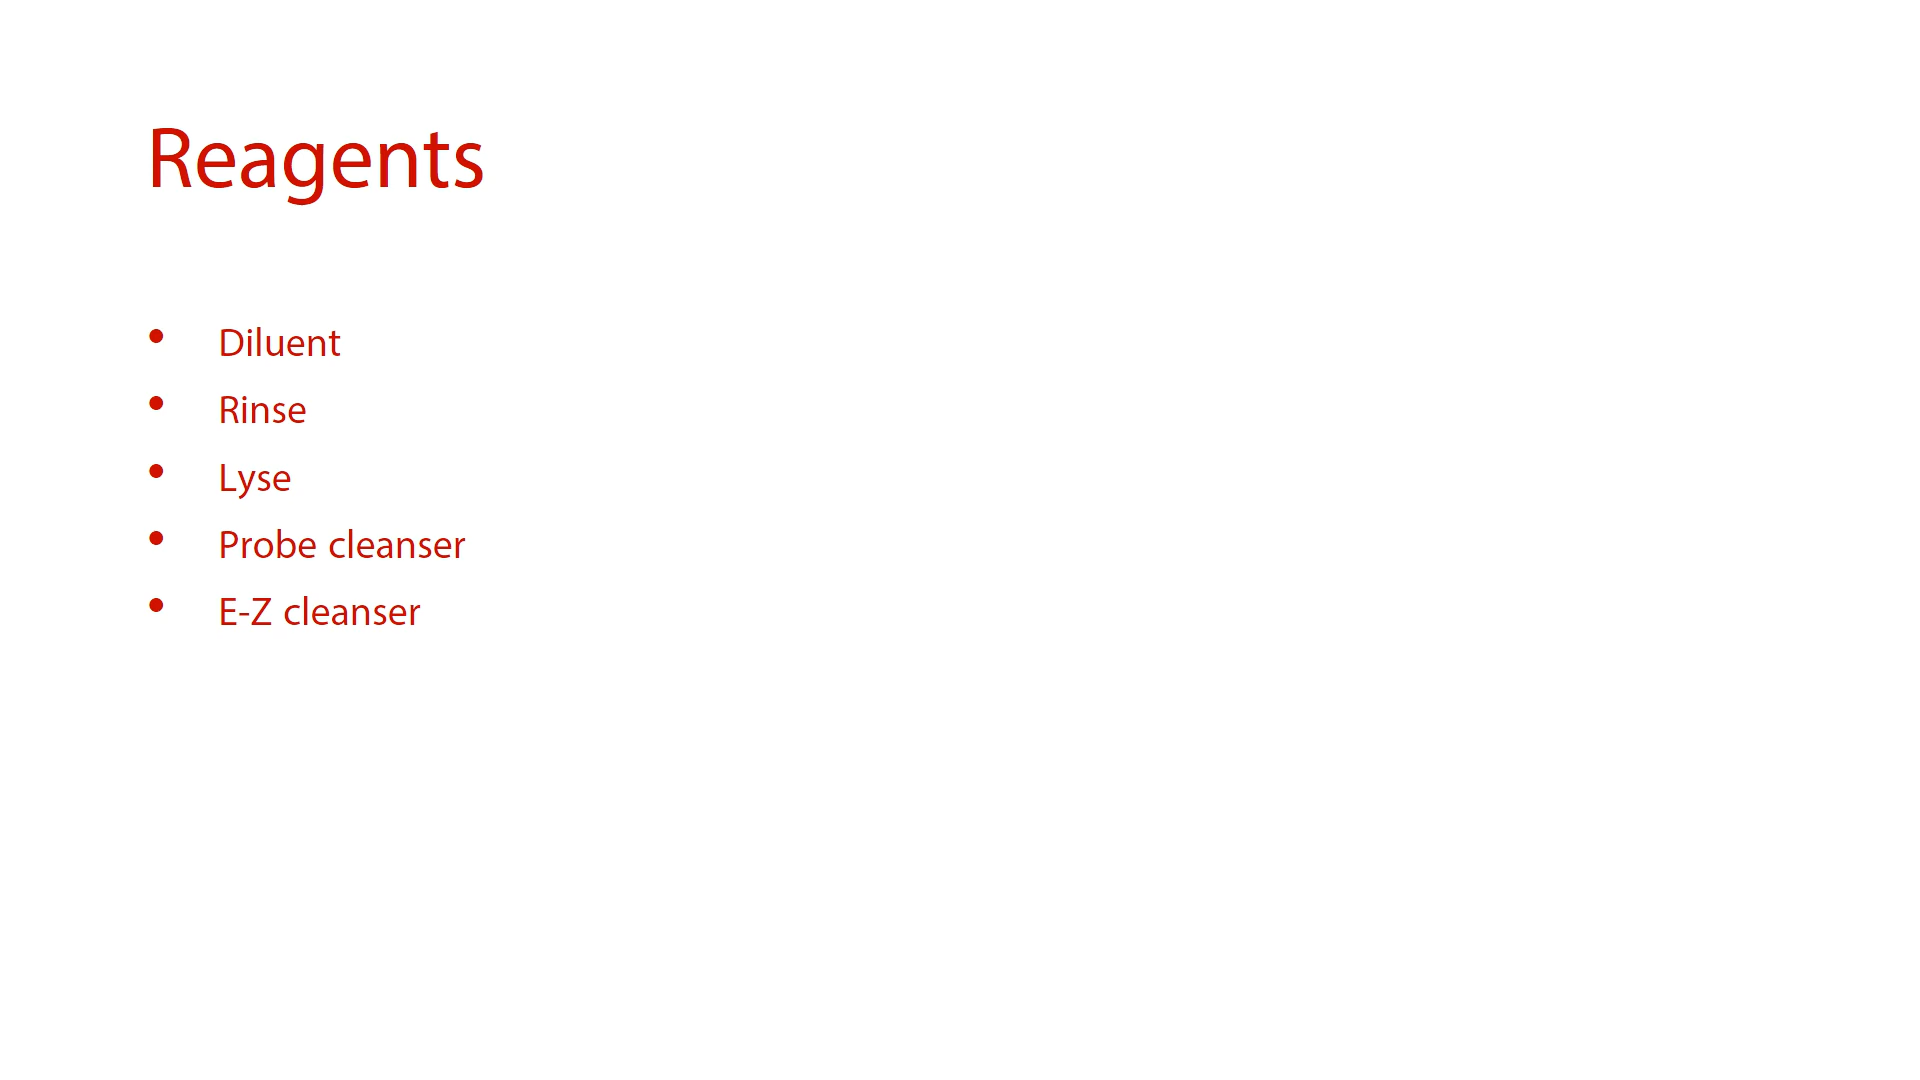 Reagents
• Diluent
• Rinse
• Lyse
• Probe cleanser
• E-Z cleanser